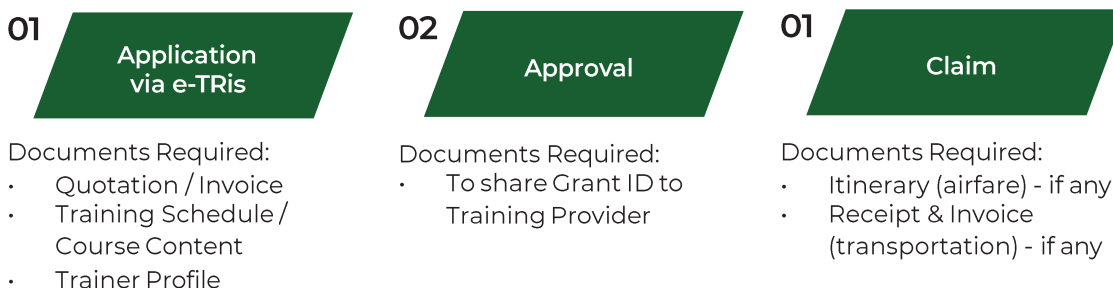 01
Application
via e-TRis
Documents Required:
• Quotation / Invoice
• Training Schedule /
Course Content
• Trainer Profile
02
Approval
Documents Required:
• To share Grant ID to
Training Provider
01
Claim
Documents Required:
• Itinerary (airfare) - if any
• Receipt & Invoice
(transportation) - if any